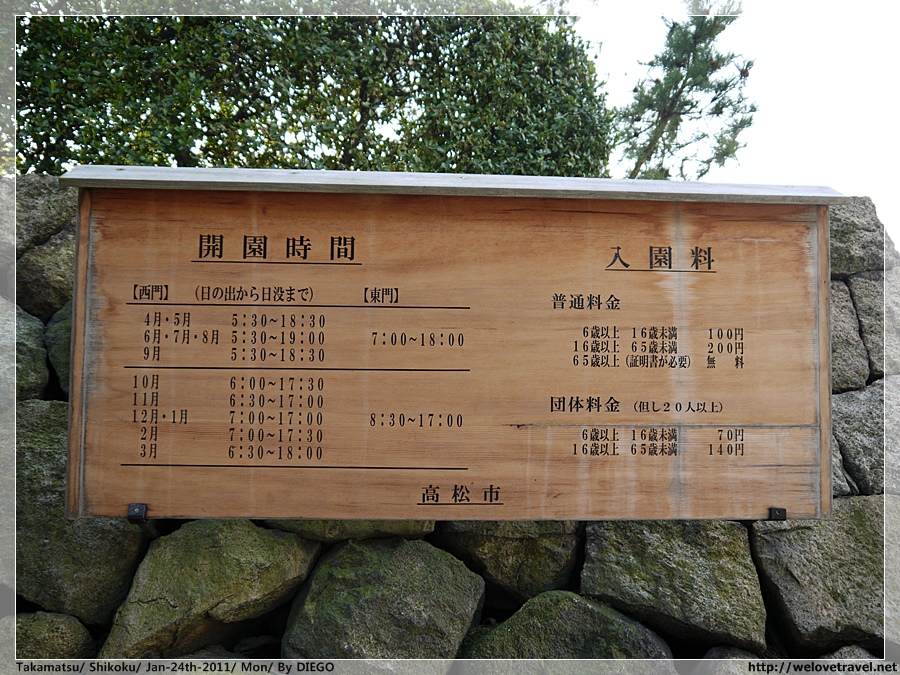 開園時間
【西門】 (日の出から日没まで) 【東門】
4月・5月 5:30~18:30
6月・7月・8月 5:30~19:00 7:00~18:00
9月 5:30~18:30
10月 6:00~17:30
11月 6:30~17:00
12月・1月 7:00~17:00 8:30~17:00
2月 7:00~17:30
3月 6:30~18:00
入園料
普通料金
6歳以上 16歳未満 100円
16歳以上 65歳未満 200円
65歳以上(証明書が必要) 無料
団体料金 (但し20人以上)
6歳以上 16歳未満 70円
16歳以上 65歳未満 140円
高松市
Takamatsu/ Shikoku/ Jan-24th-2011/ Mon/ By DIEGO
http://welovetravel.net